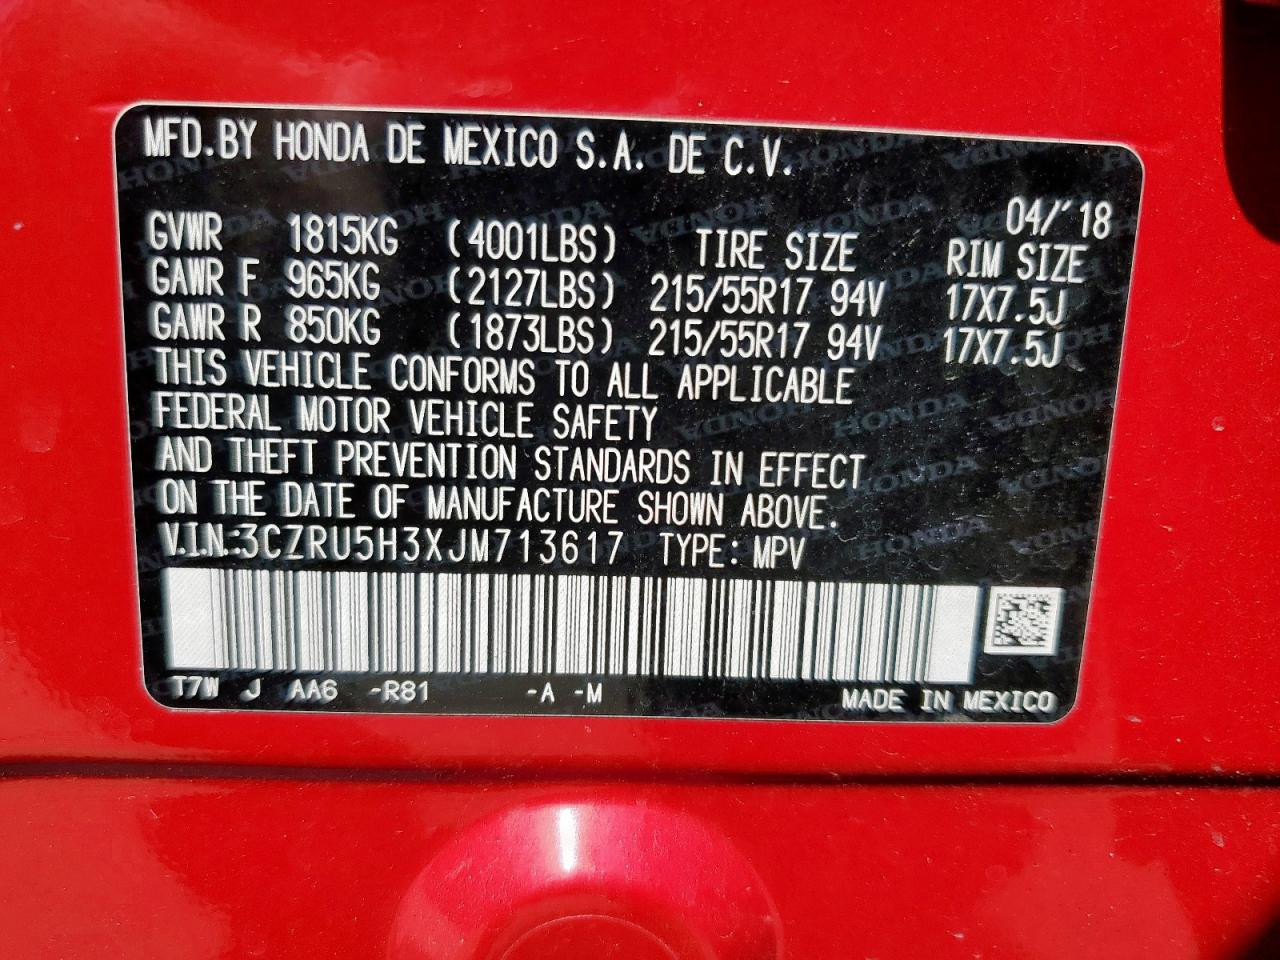 MFD.BY HONDA DE MEXICO S.A. DE C.V.
04/'18
GVWR 1815KG (4001LBS) TIRE SIZE RIM SIZE
GAWR F 965KG (2127LBS) 215/55R17 94V 17X7.5J
GAWR R 850KG (1873LBS) 215/55R17 94V 17X7.5J
THIS VEHICLE CONFORMS TO ALL APPLICABLE
FEDERAL MOTOR VEHICLE SAFETY
AND THEFT PREVENTION STANDARDS IN EFFECT
ON THE DATE OF MANUFACTURE SHOWN ABOVE.
V.I.N.:3CZRU5H3XJM713617 TYPE: MPV
T7W J AA6 -R81 -A -M MADE IN MEXICO